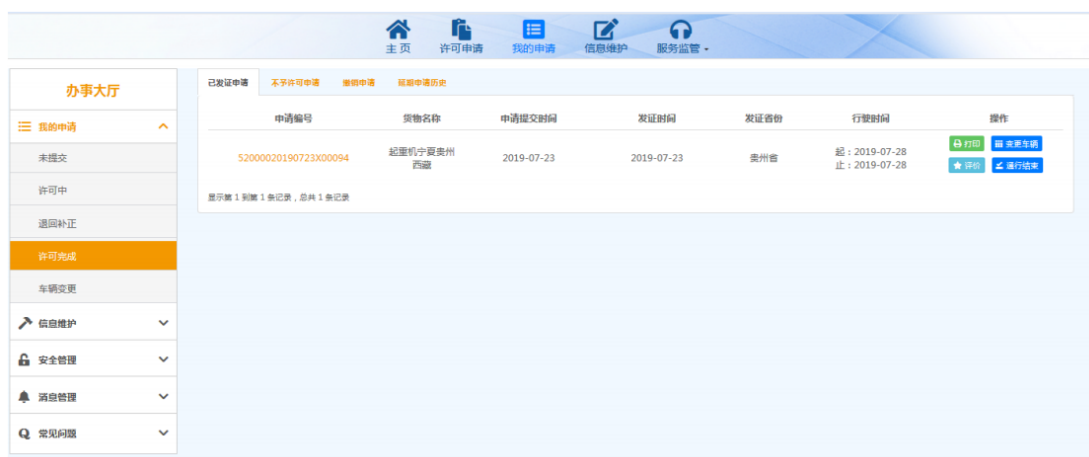 主页 许可申请 我的申请 信息维护 服务监管
办事大厅
我的申请
未提交
许可中
退回补正
许可完成
车辆变更
信息维护
安全管理
消息管理
常见问题
已发证申请 不予许可申请 撤销申请 延期申请历史
申请编号 货物名称 申请提交时间 发证时间 发证省份 行驶时间 操作
52000020190723X00094 起重机宁夏贵州西藏 2019-07-23 2019-07-23 贵州省 起：2019-07-28 止：2019-07-28
打印 变更车辆
评价 通行结束
显示第 1 到第 1 条记录，总共 1 条记录